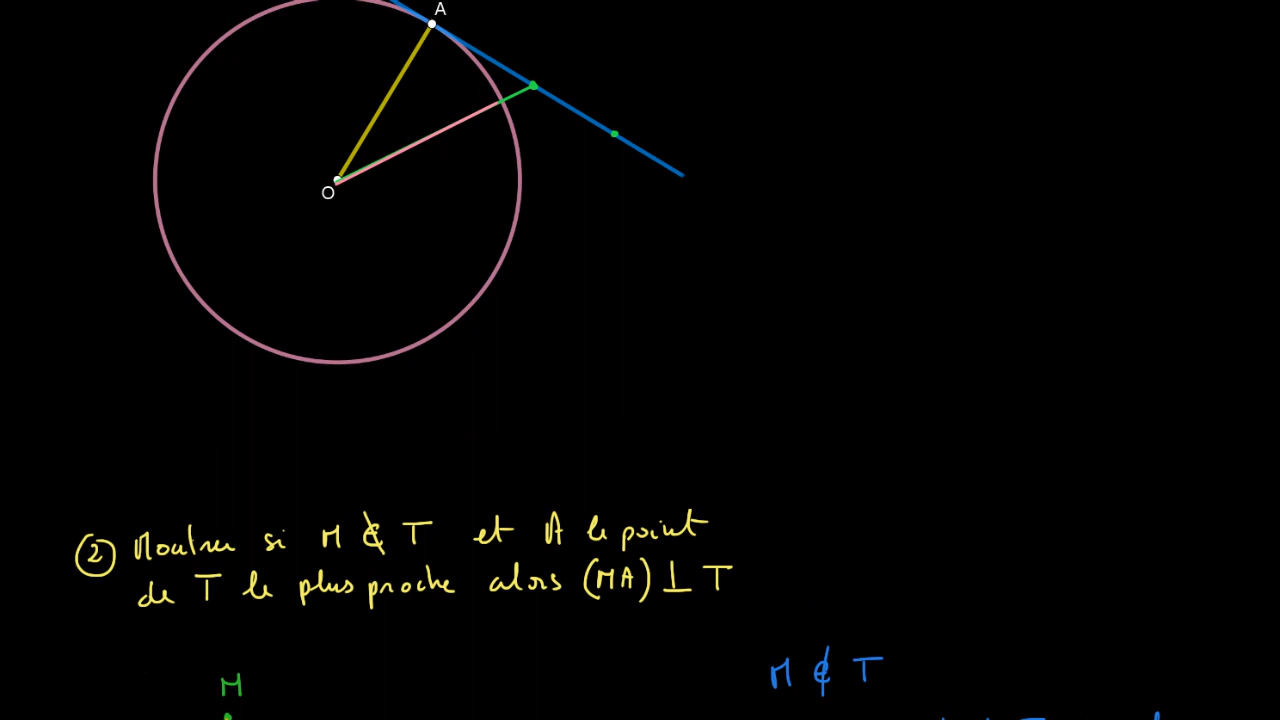 A
O
② Montrer si M ∉ T et A le point
de T le plus proche alors (MA) ⊥ T
M
M ∉ T